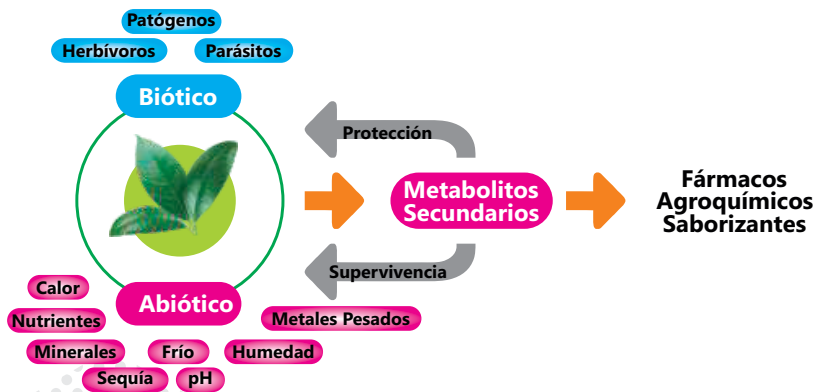 Patógenos
Herbívoros
Parásitos
Biótico
Protección
Metabolitos
Secundarios
Fármacos
Agroquímicos
Saborizantes
Supervivencia
Calor
Abiótico
Nutrientes
Metales Pesados
Minerales
Frío
Humedad
Sequía
pH